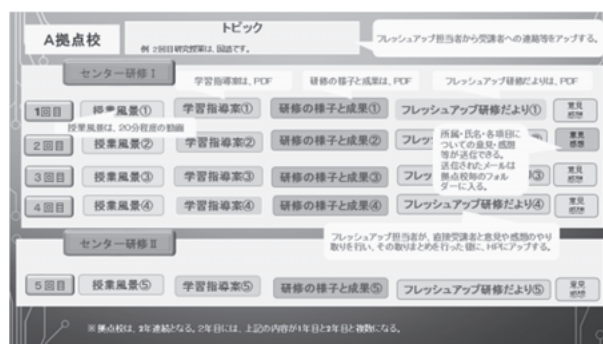 A拠点校
トピック
例 2回目研究授業は、国語です。
フレッシュアップ担当者から受講者への連絡等をアップする。
センター研修Ⅰ
学習指導案は、PDF
研修の様子と成果は、PDF
フレッシュアップ研修だよりは、PDF
1回目 授業風景① 学習指導案① 研修の様子と成果① フレッシュアップ研修だより① 意見 感想
授業風景は、20分程度の動画
2回目 授業風景② 学習指導案② 研修の様子と成果② フレッ 意見 感想
所属・氏名・各項目に
ついての意見・感想
等が送信できる。
送信されたメールは
拠点校毎のフォル
ダーに入る。
3回目 授業風景③ 学習指導案③ 研修の様子と成果③ フレッ ③ 意見 感想
4回目 授業風景④ 学習指導案④ 研修の様子と成果④ フレッシュアップ研修だより④ 意見 感想
フレッシュアップ担当者が、直接受講者と意見や感想のやり
取りを行い、その取りまとめを行った後に、HPにアップする。
センター研修Ⅱ
5回目 授業風景⑤ 学習指導案⑤ 研修の様子と成果⑤ フレッシュアップ研修だより⑤ 意見 感想
※ 拠点校は、2年連続となる。2年目には、上記の内容が1年目と2年目と複数になる。